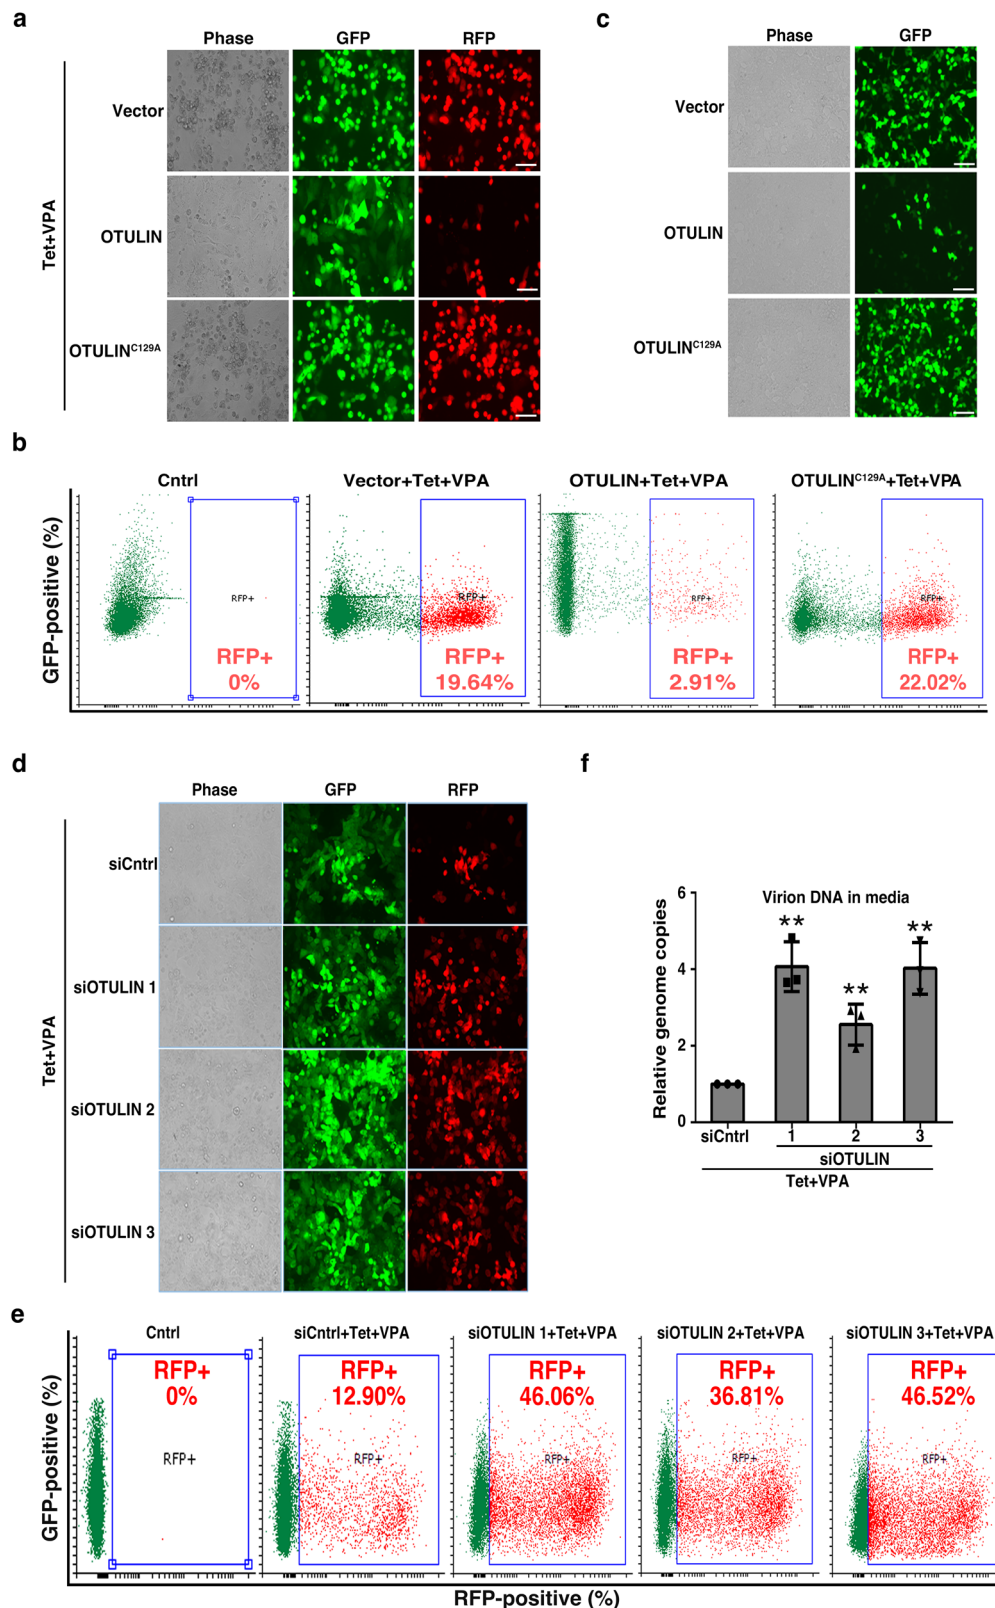 a
Phase GFP RFP
Tet+VPA
Vector
OTULIN
OTULINC129A
c
Phase GFP
Vector
OTULIN
OTULINC129A
b
Cntrl Vector+Tet+VPA OTULIN+Tet+VPA OTULINC129A+Tet+VPA
GFP-positive (%)
RFP+ RFP+ RFP+ RFP+
RFP+ RFP+ RFP+ RFP+
0% 19.64% 2.91% 22.02%
d
Phase GFP RFP
Tet+VPA
siCntrl
siOTULIN 1
siOTULIN 2
siOTULIN 3
f
Virion DNA in media
Relative genome copies
6
4
2
0
** ** **
siCntrl 1 2 3
siOTULIN
Tet+VPA
e
Cntrl siCntrl+Tet+VPA siOTULIN 1+Tet+VPA siOTULIN 2+Tet+VPA siOTULIN 3+Tet+VPA
GFP-positive (%)
RFP+ RFP+ RFP+ RFP+ RFP+
0% 12.90% 46.06% 36.81% 46.52%
RFP+ RFP+ RFP+ RFP+ RFP+
RFP-positive (%)